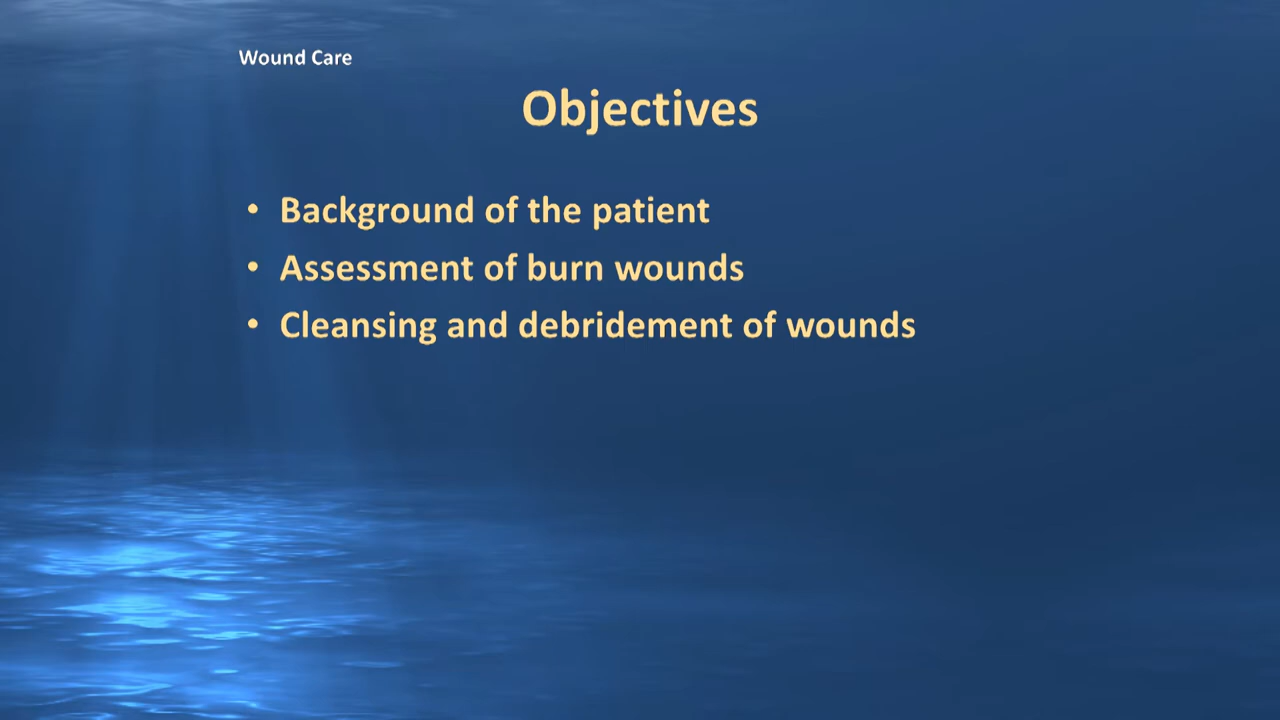 Wound Care
Objectives
• Background of the patient
• Assessment of burn wounds
• Cleansing and debridement of wounds